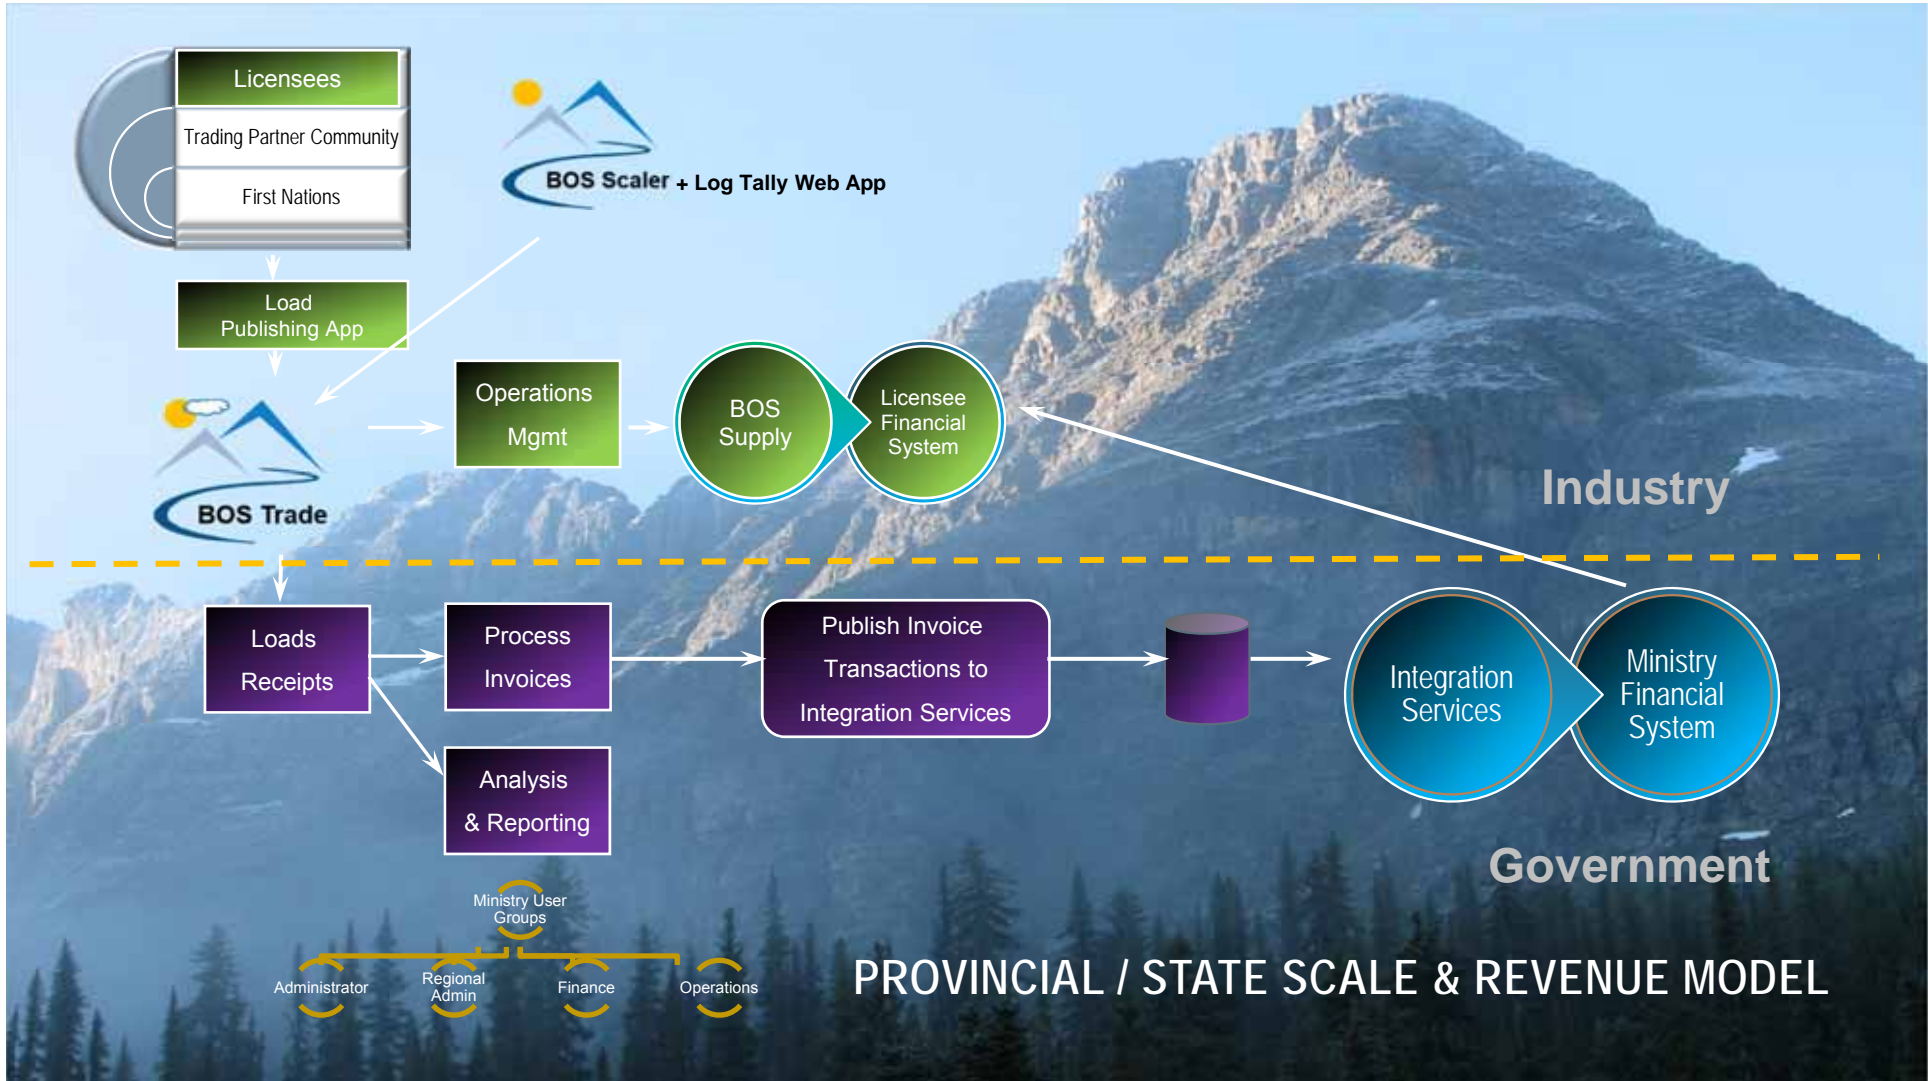 Licensees
Trading Partner Community
First Nations
BOS Scaler + Log Tally Web App
Load
Publishing App
Operations
Mgmt
BOS
Supply
Licensee
Financial
System
BOS Trade
Industry
Loads
Receipts
Process
Invoices
Publish Invoice
Transactions to
Integration Services
Integration
Services
Ministry
Financial
System
Analysis
& Reporting
Government
Ministry User
Groups
Administrator
Regional
Admin
Finance
Operations
PROVINCIAL / STATE SCALE & REVENUE MODEL